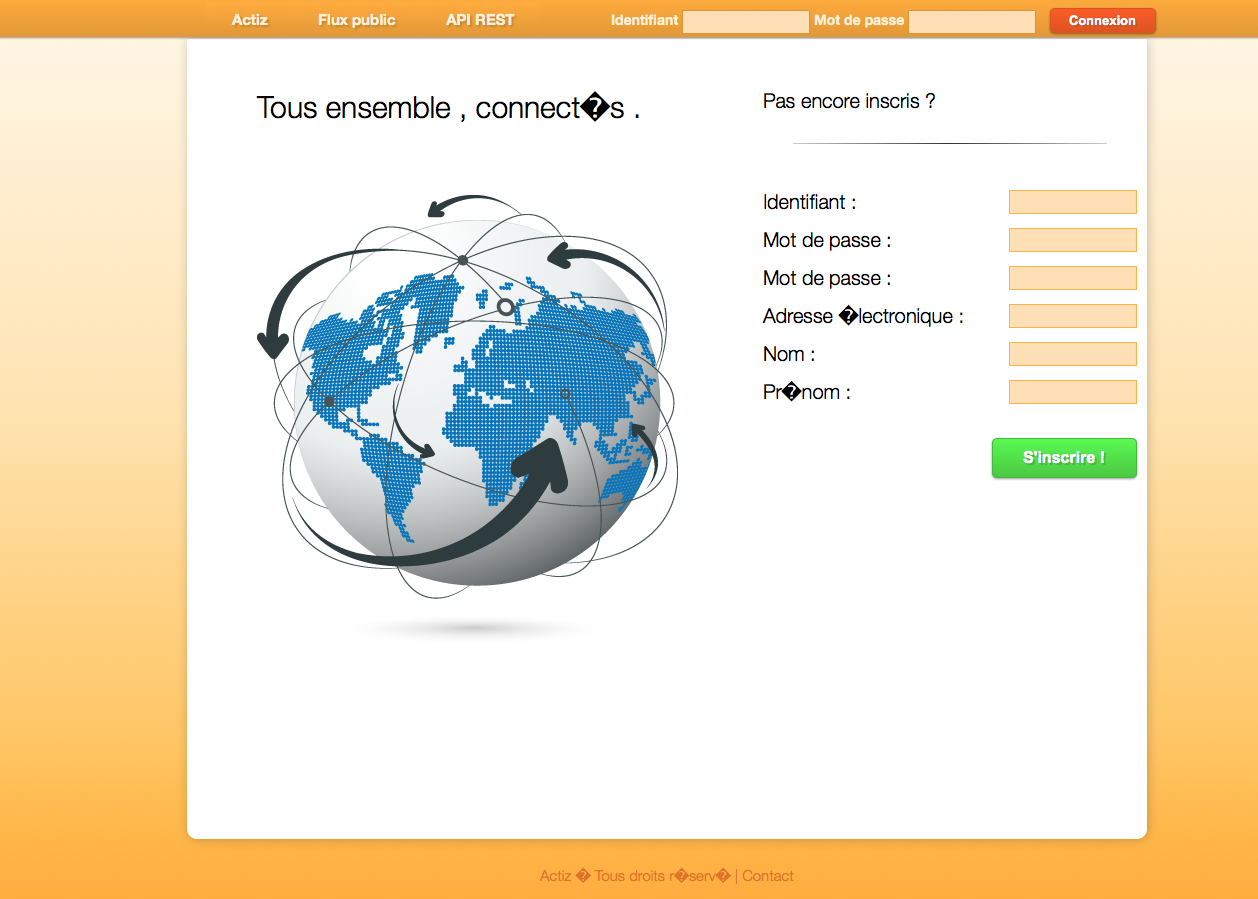 Actiz Flux public API REST Identifiant Mot de passe Connexion
Tous ensemble , connect�s .
Pas encore inscris ?
Identifiant :
Mot de passe :
Mot de passe :
Adresse �lectronique :
Nom :
Pr�nom :
S'inscrire !
Actiz � Tous droits r�serv� | Contact